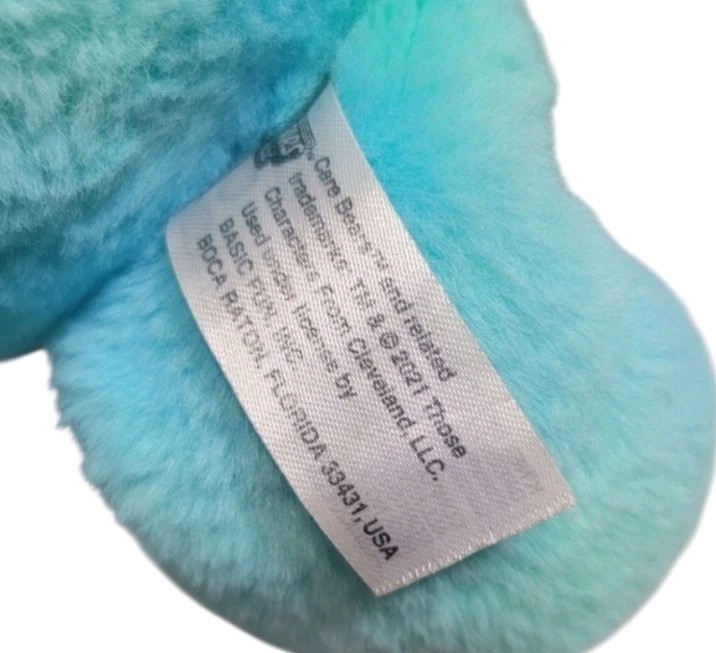 Care Bears™ and related
trademarks TM & © 2021 Those
Characters From Cleveland, LLC.
Used under license by
BASIC FUN, INC.
BOCA RATON, FLORIDA 33431, USA